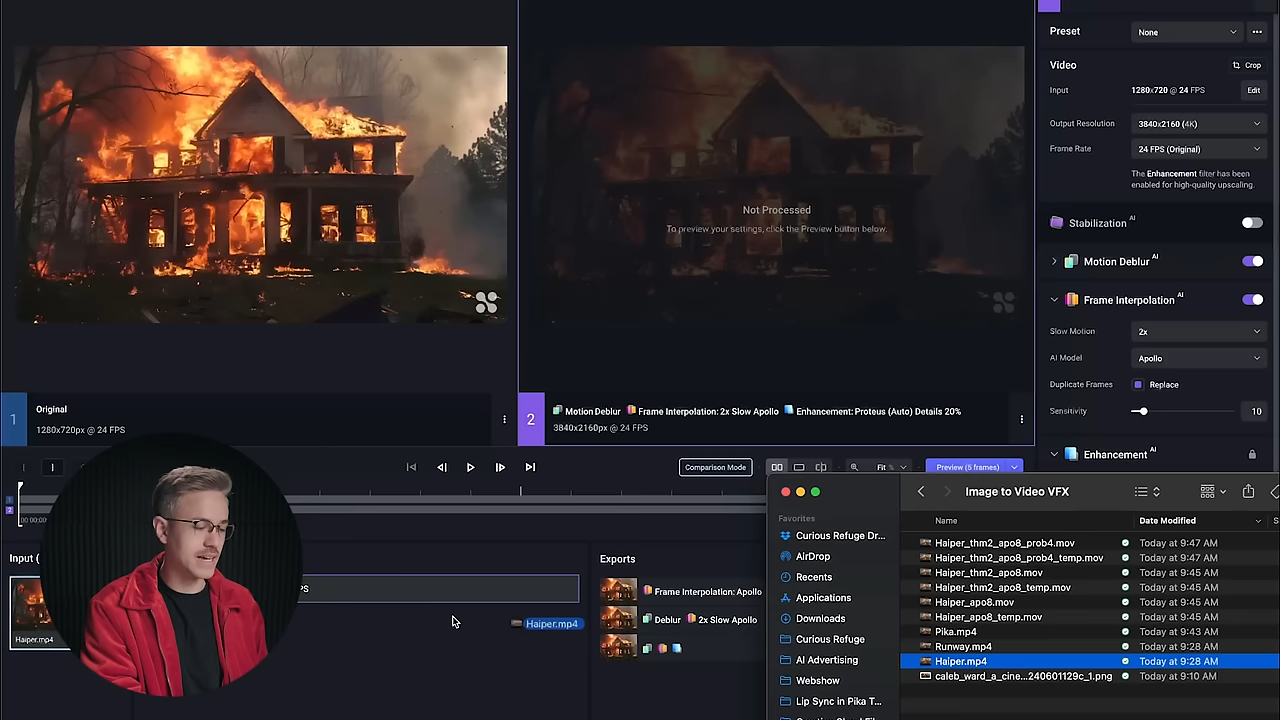 Preset
None
Video
Crop
Input
1280x720 @ 24 FPS
Edit
Output Resolution
3840x2160 (4K)
Frame Rate
24 FPS (Original)
The Enhancement filter has been
enabled for high-quality upscaling.
Stabilization AI
Motion Deblur AI
Frame Interpolation AI
Slow Motion
2x
AI Model
Apollo
Duplicate Frames
Replace
Sensitivity
10
Enhancement AI
Not Processed
To preview your settings, click the Preview button below.
1
Original
1280x720px @ 24 FPS
2
Motion Deblur Frame Interpolation: 2x Slow Apollo Enhancement: Proteus (Auto) Details 20%
3840x2160px @ 24 FPS
Comparison Mode
Fit %
Preview (5 frames)
1
2
00 00:00
Input (
PS
Haiper.mp4
Haiper.mp4
Exports
Frame Interpolation: Apollo
Deblur 2x Slow Apollo
Image to Video VFX
Favorites
Curious Refuge Dr...
AirDrop
Recents
Applications
Downloads
Curious Refuge
AI Advertising
Webshow
Lip Sync in Pika T...
Name
Date Modified
S
Haiper_thm2_apo8_prob4.mov
Today at 9:47 AM
Haiper_thm2_apo8_prob4_temp.mov
Today at 9:47 AM
Haiper_thm2_apo8.mov
Today at 9:45 AM
Haiper_thm2_apo8_temp.mov
Today at 9:45 AM
Haiper_apo8.mov
Today at 9:45 AM
Haiper_apo8_temp.mov
Today at 9:45 AM
Pika.mp4
Today at 9:43 AM
Runway.mp4
Today at 9:28 AM
Haiper.mp4
Today at 9:28 AM
caleb_ward_a_cine...240601129c_1.png
Today at 9:10 AM